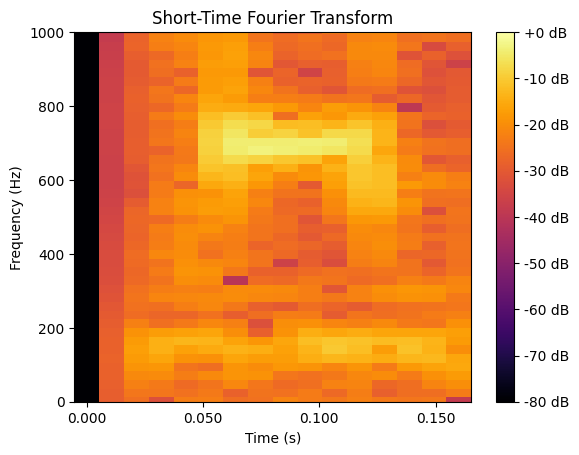 Short-Time Fourier Transform
1000
800
600
400
200
0
Frequency (Hz)
0.000
0.050
0.100
0.150
Time (s)
+0 dB
-10 dB
-20 dB
-30 dB
-40 dB
-50 dB
-60 dB
-70 dB
-80 dB